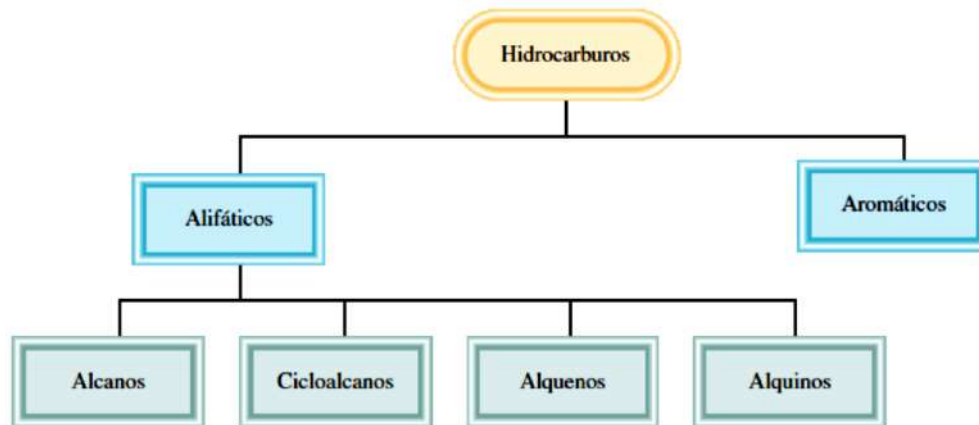 Hidrocarburos
Alifáticos
Aromáticos
Alcanos
Cicloalcanos
Alquenos
Alquinos